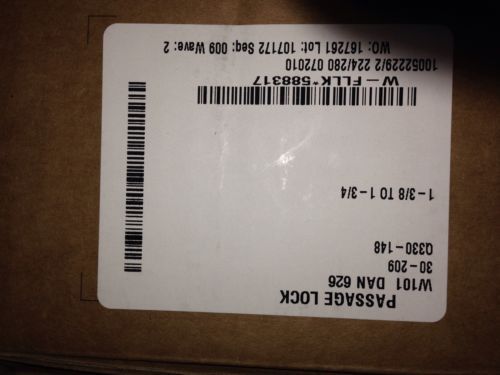 PASSAGE LOCK
W101 DAN 626
30-209
Q330-148
1-3/8 TO 1-3/4
W-FLLK*588317
10052229/2 224/280 072010
WO: 167261 Lot: 107172 Seq: 009 Wave: 2